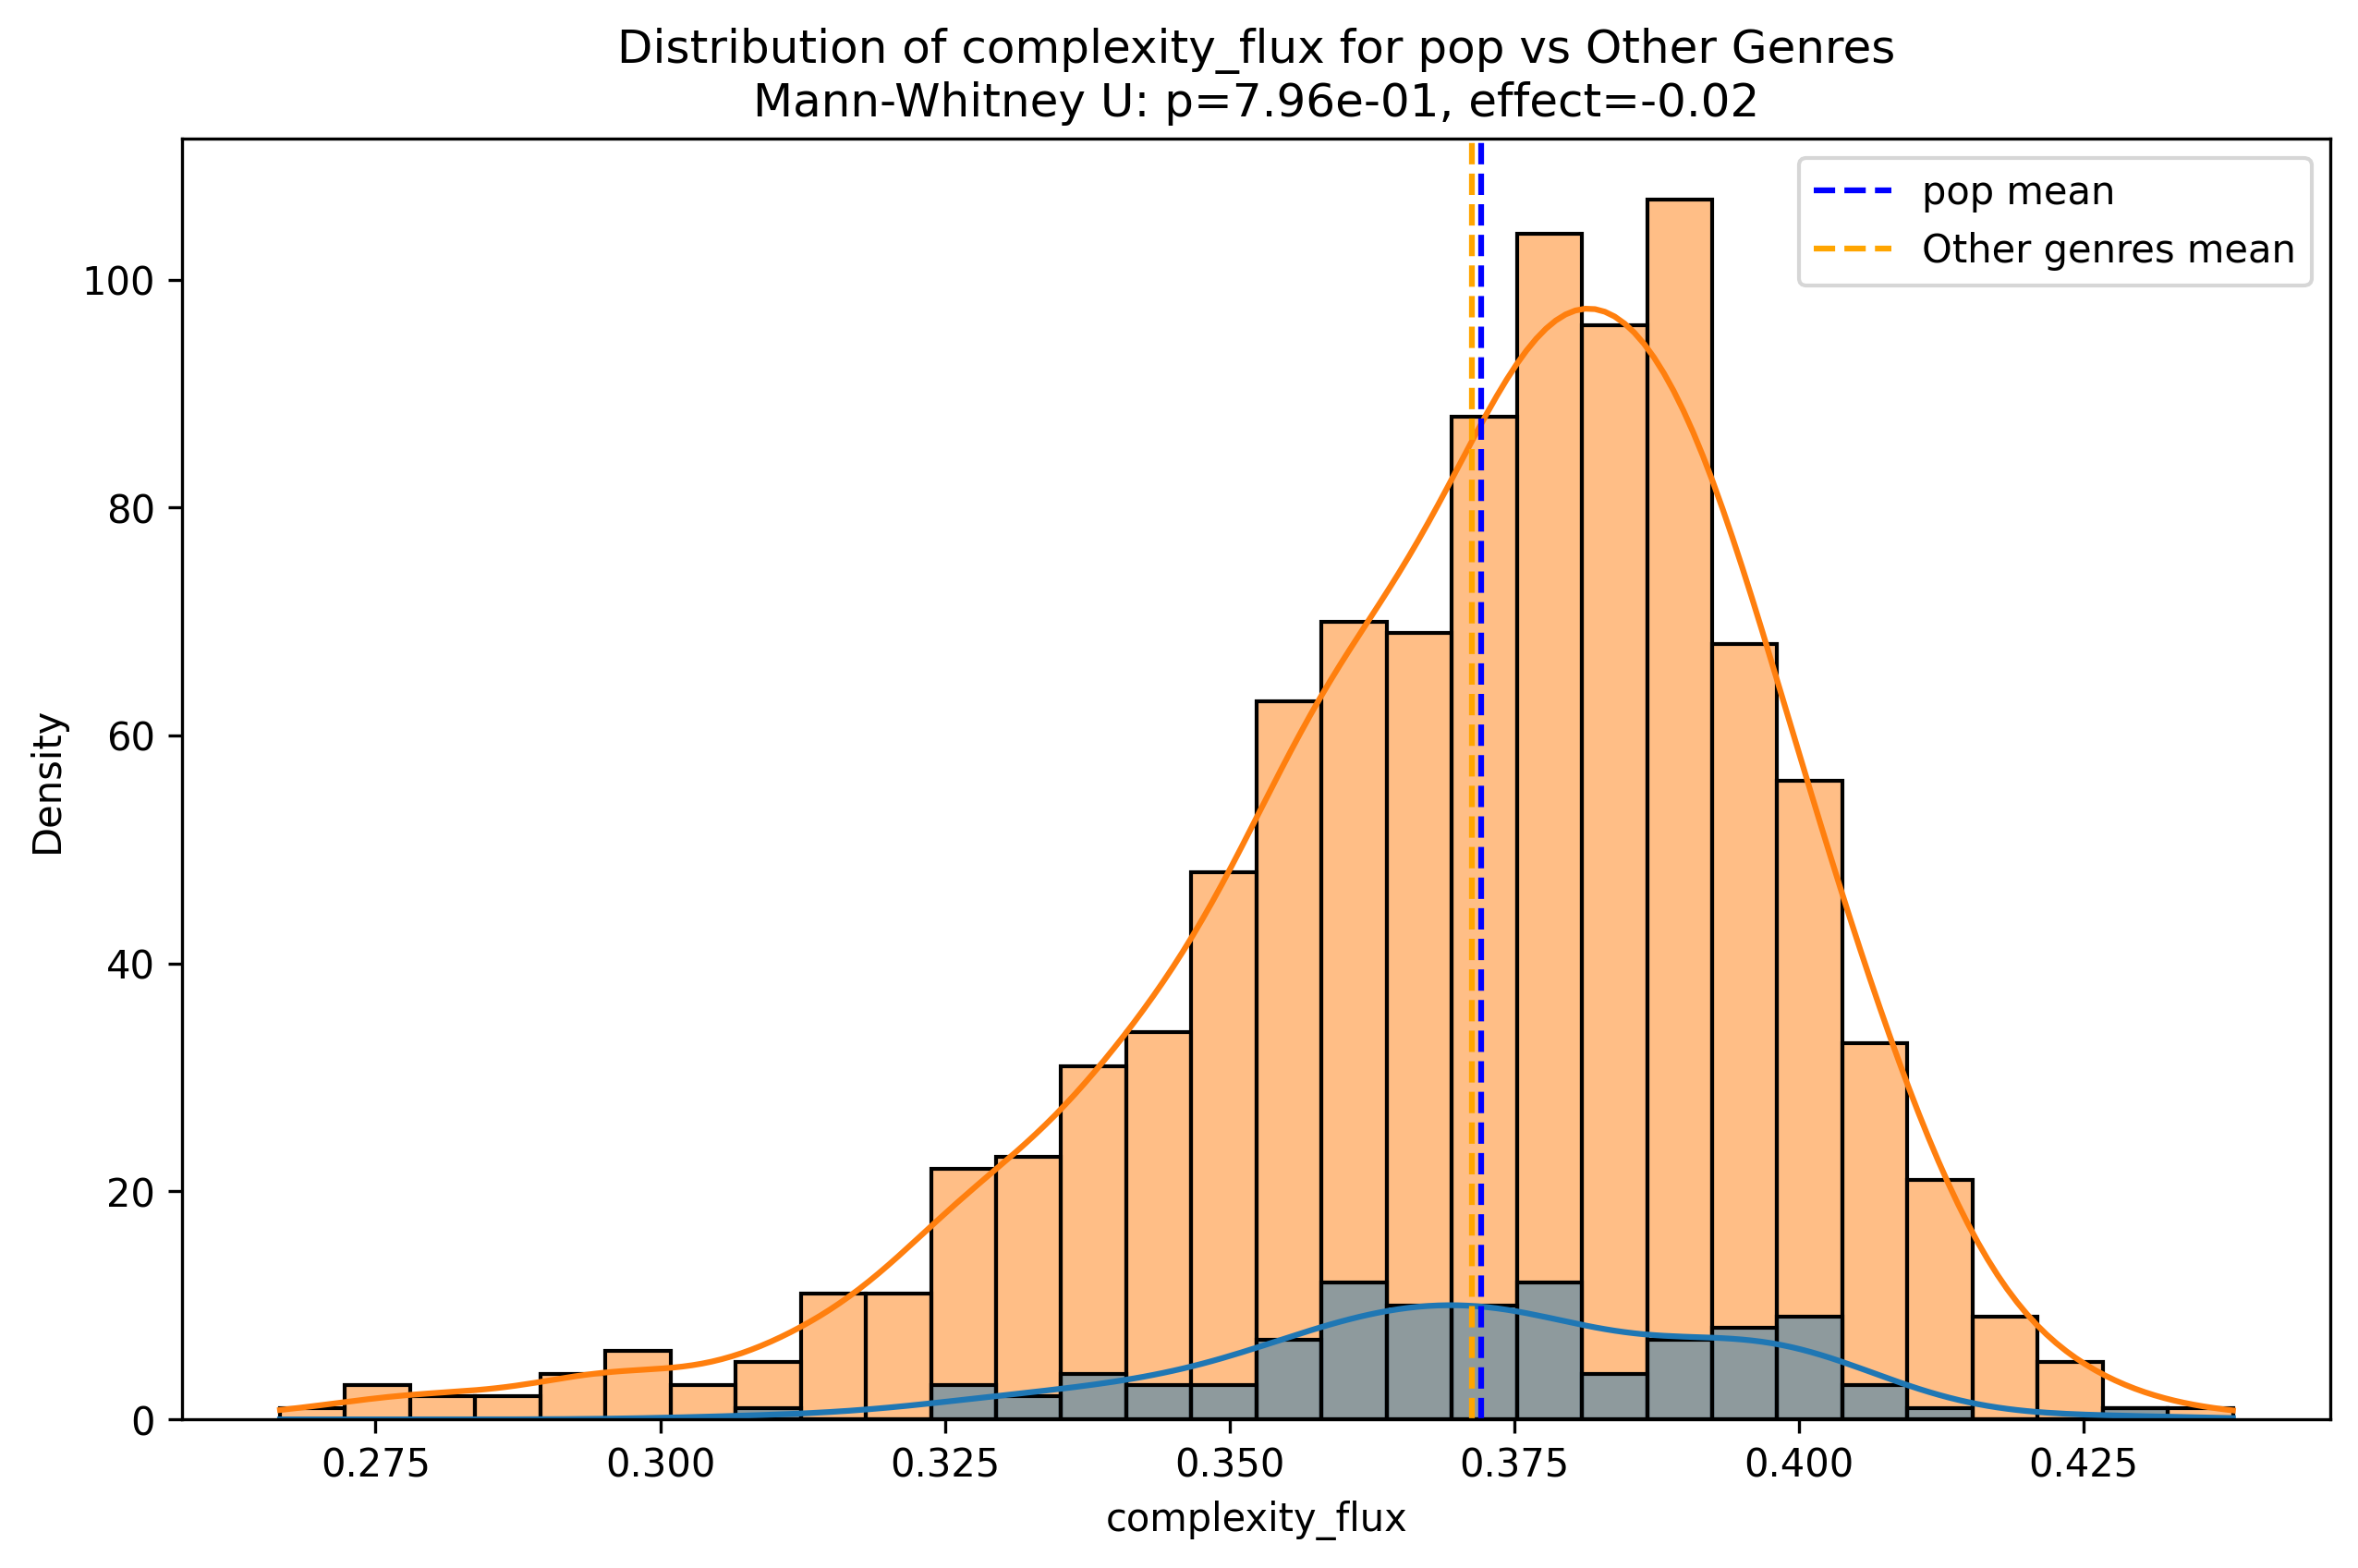 Distribution of complexity_flux for pop vs Other Genres
Mann-Whitney U: p=7.96e-01, effect=-0.02
pop mean
Other genres mean
Density
100
80
60
40
20
0
0.275 0.300 0.325 0.350 0.375 0.400 0.425
complexity_flux